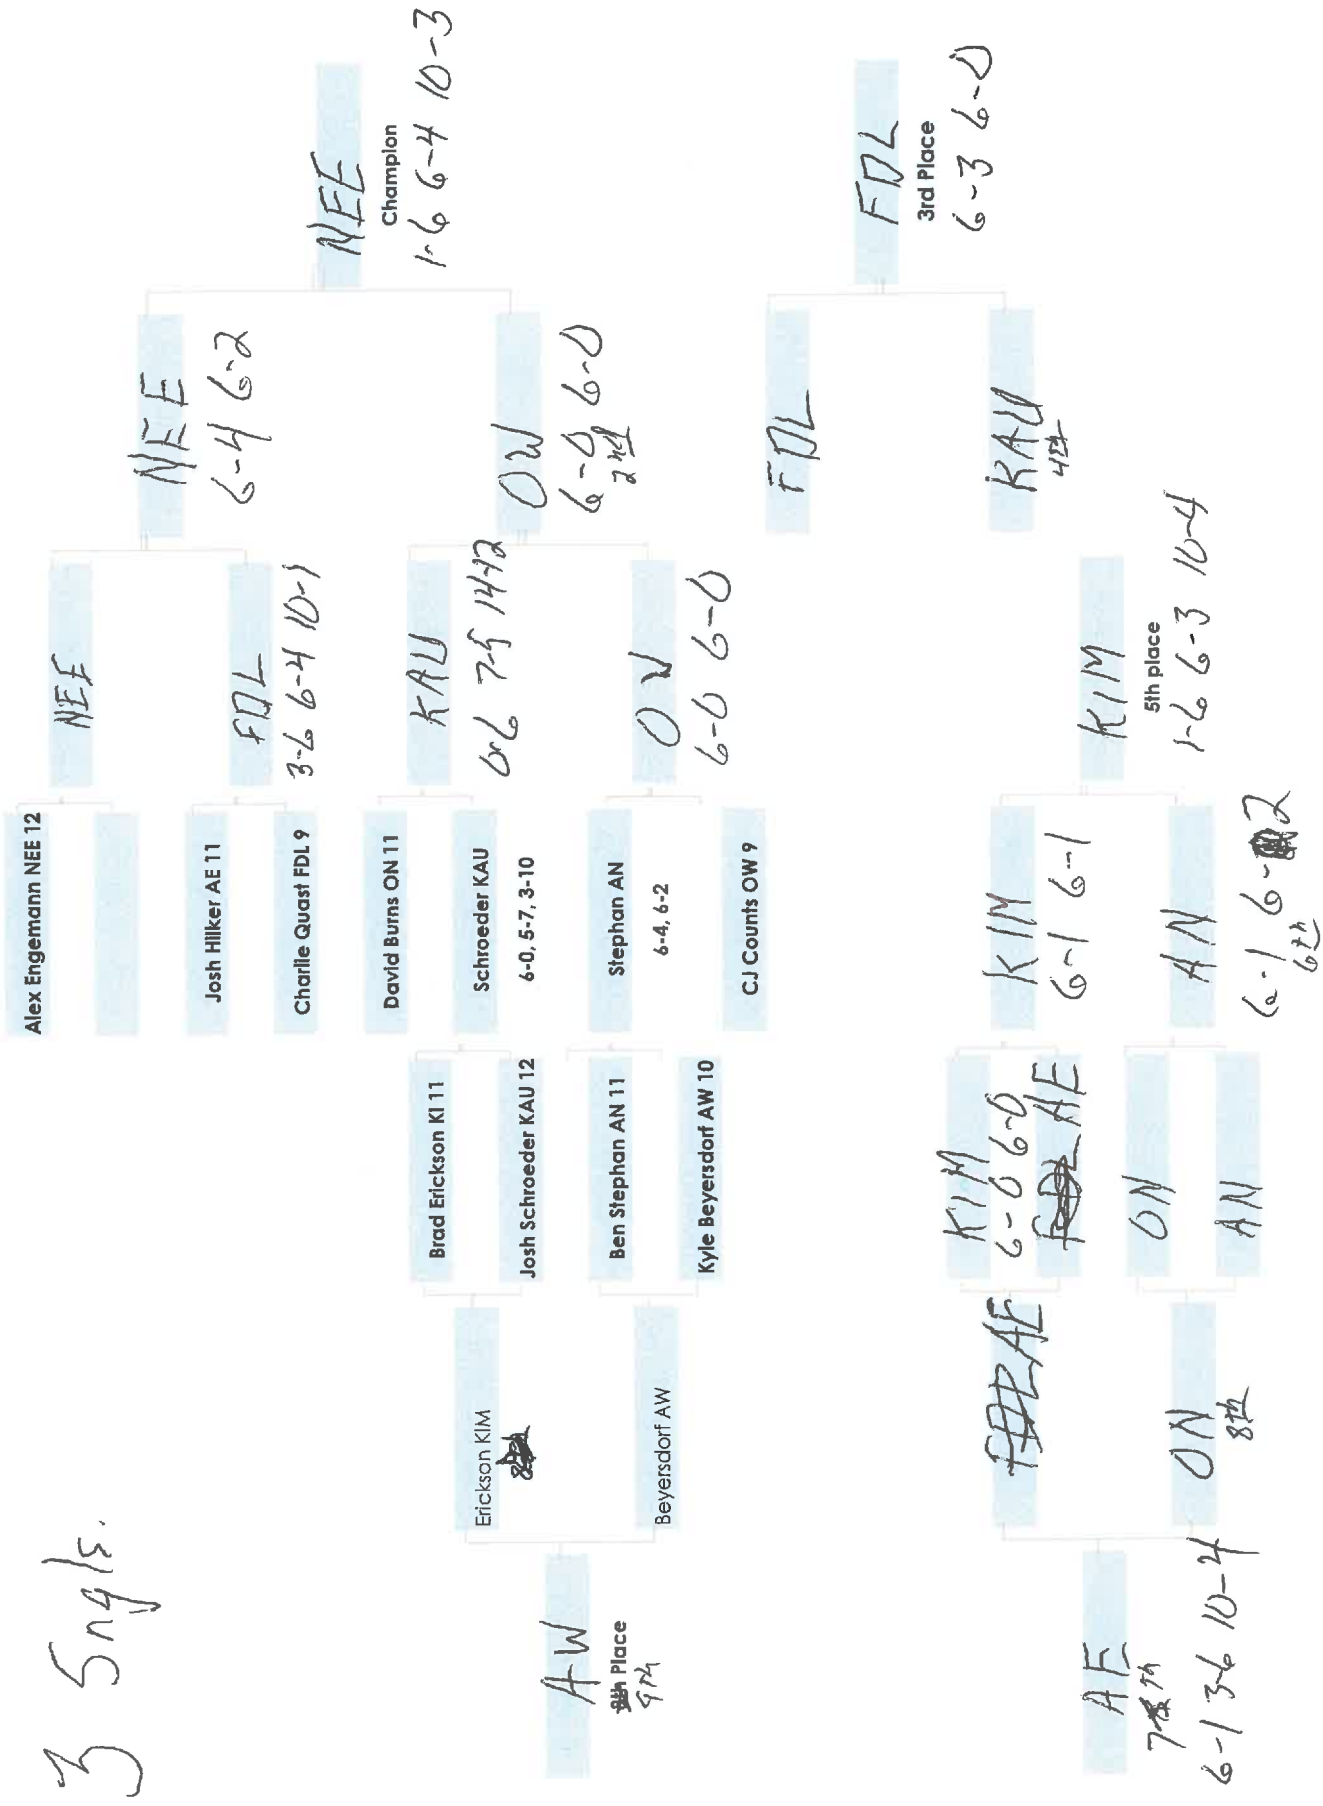 3 Sngls.
Alex Engemann NEE 12
Josh Hilker AE 11
Charlie Quast FDL 9
David Burns ON 11
Schroeder KAU
6-0, 5-7, 3-10
Stephan AN
6-4, 6-2
CJ Counts OW 9
Brad Erickson KI 11
Josh Schroeder KAU 12
Ben Stephan AN 11
Kyle Beyersdorf AW 10
Erickson KIM
Beyersdorf AW
AW
Place
9th
NEE
FDL
3-6 6-4 10-1
KAU
0-6 7-5 14-12
OW
6-0 6-0
NEE
6-4 6-2
OW
6-0 6-0
2nd
NEE
Champion
1-6 6-4 10-3
FDL
KAU
4th
FDL
3rd Place
6-3 6-0
KIM
6-0 6-0
AE
ON
AN
KIM
6-1 6-1
AN
6-1 6-2
6th
KIM
5th place
1-6 6-3 10-4
AE
ON
8th
AE
7th
6-1 3-6 10-4